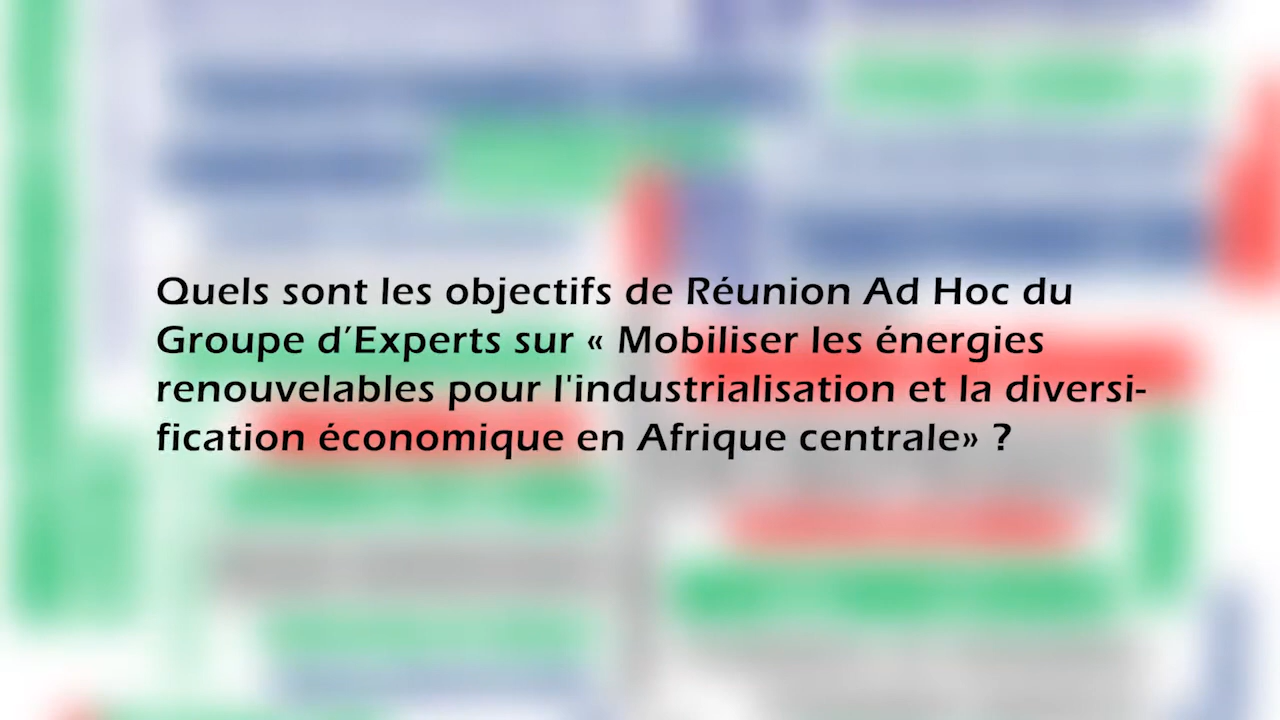 Quels sont les objectifs de Réunion Ad Hoc du
Groupe d’Experts sur « Mobiliser les énergies
renouvelables pour l'industrialisation et la diversi-
fication économique en Afrique centrale» ?